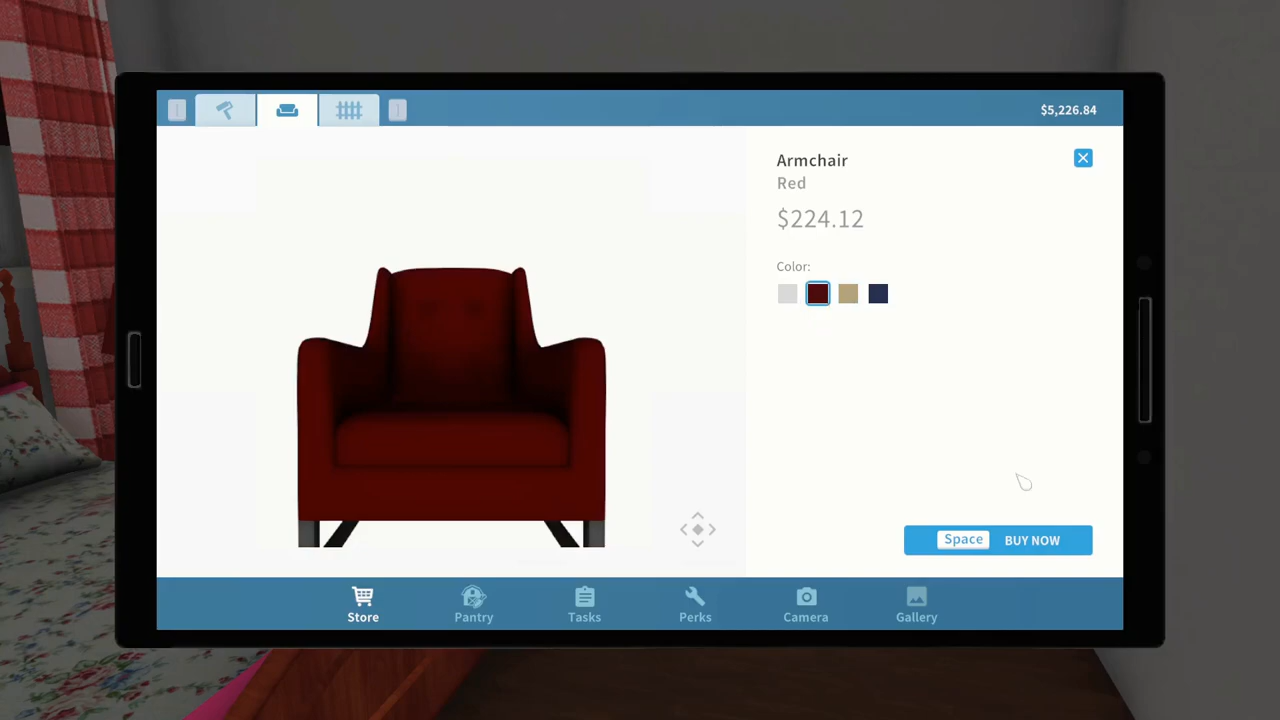 $5,226.84
Armchair
Red
$224.12
Color:
Space BUY NOW
Store
Pantry
Tasks
Perks
Camera
Gallery